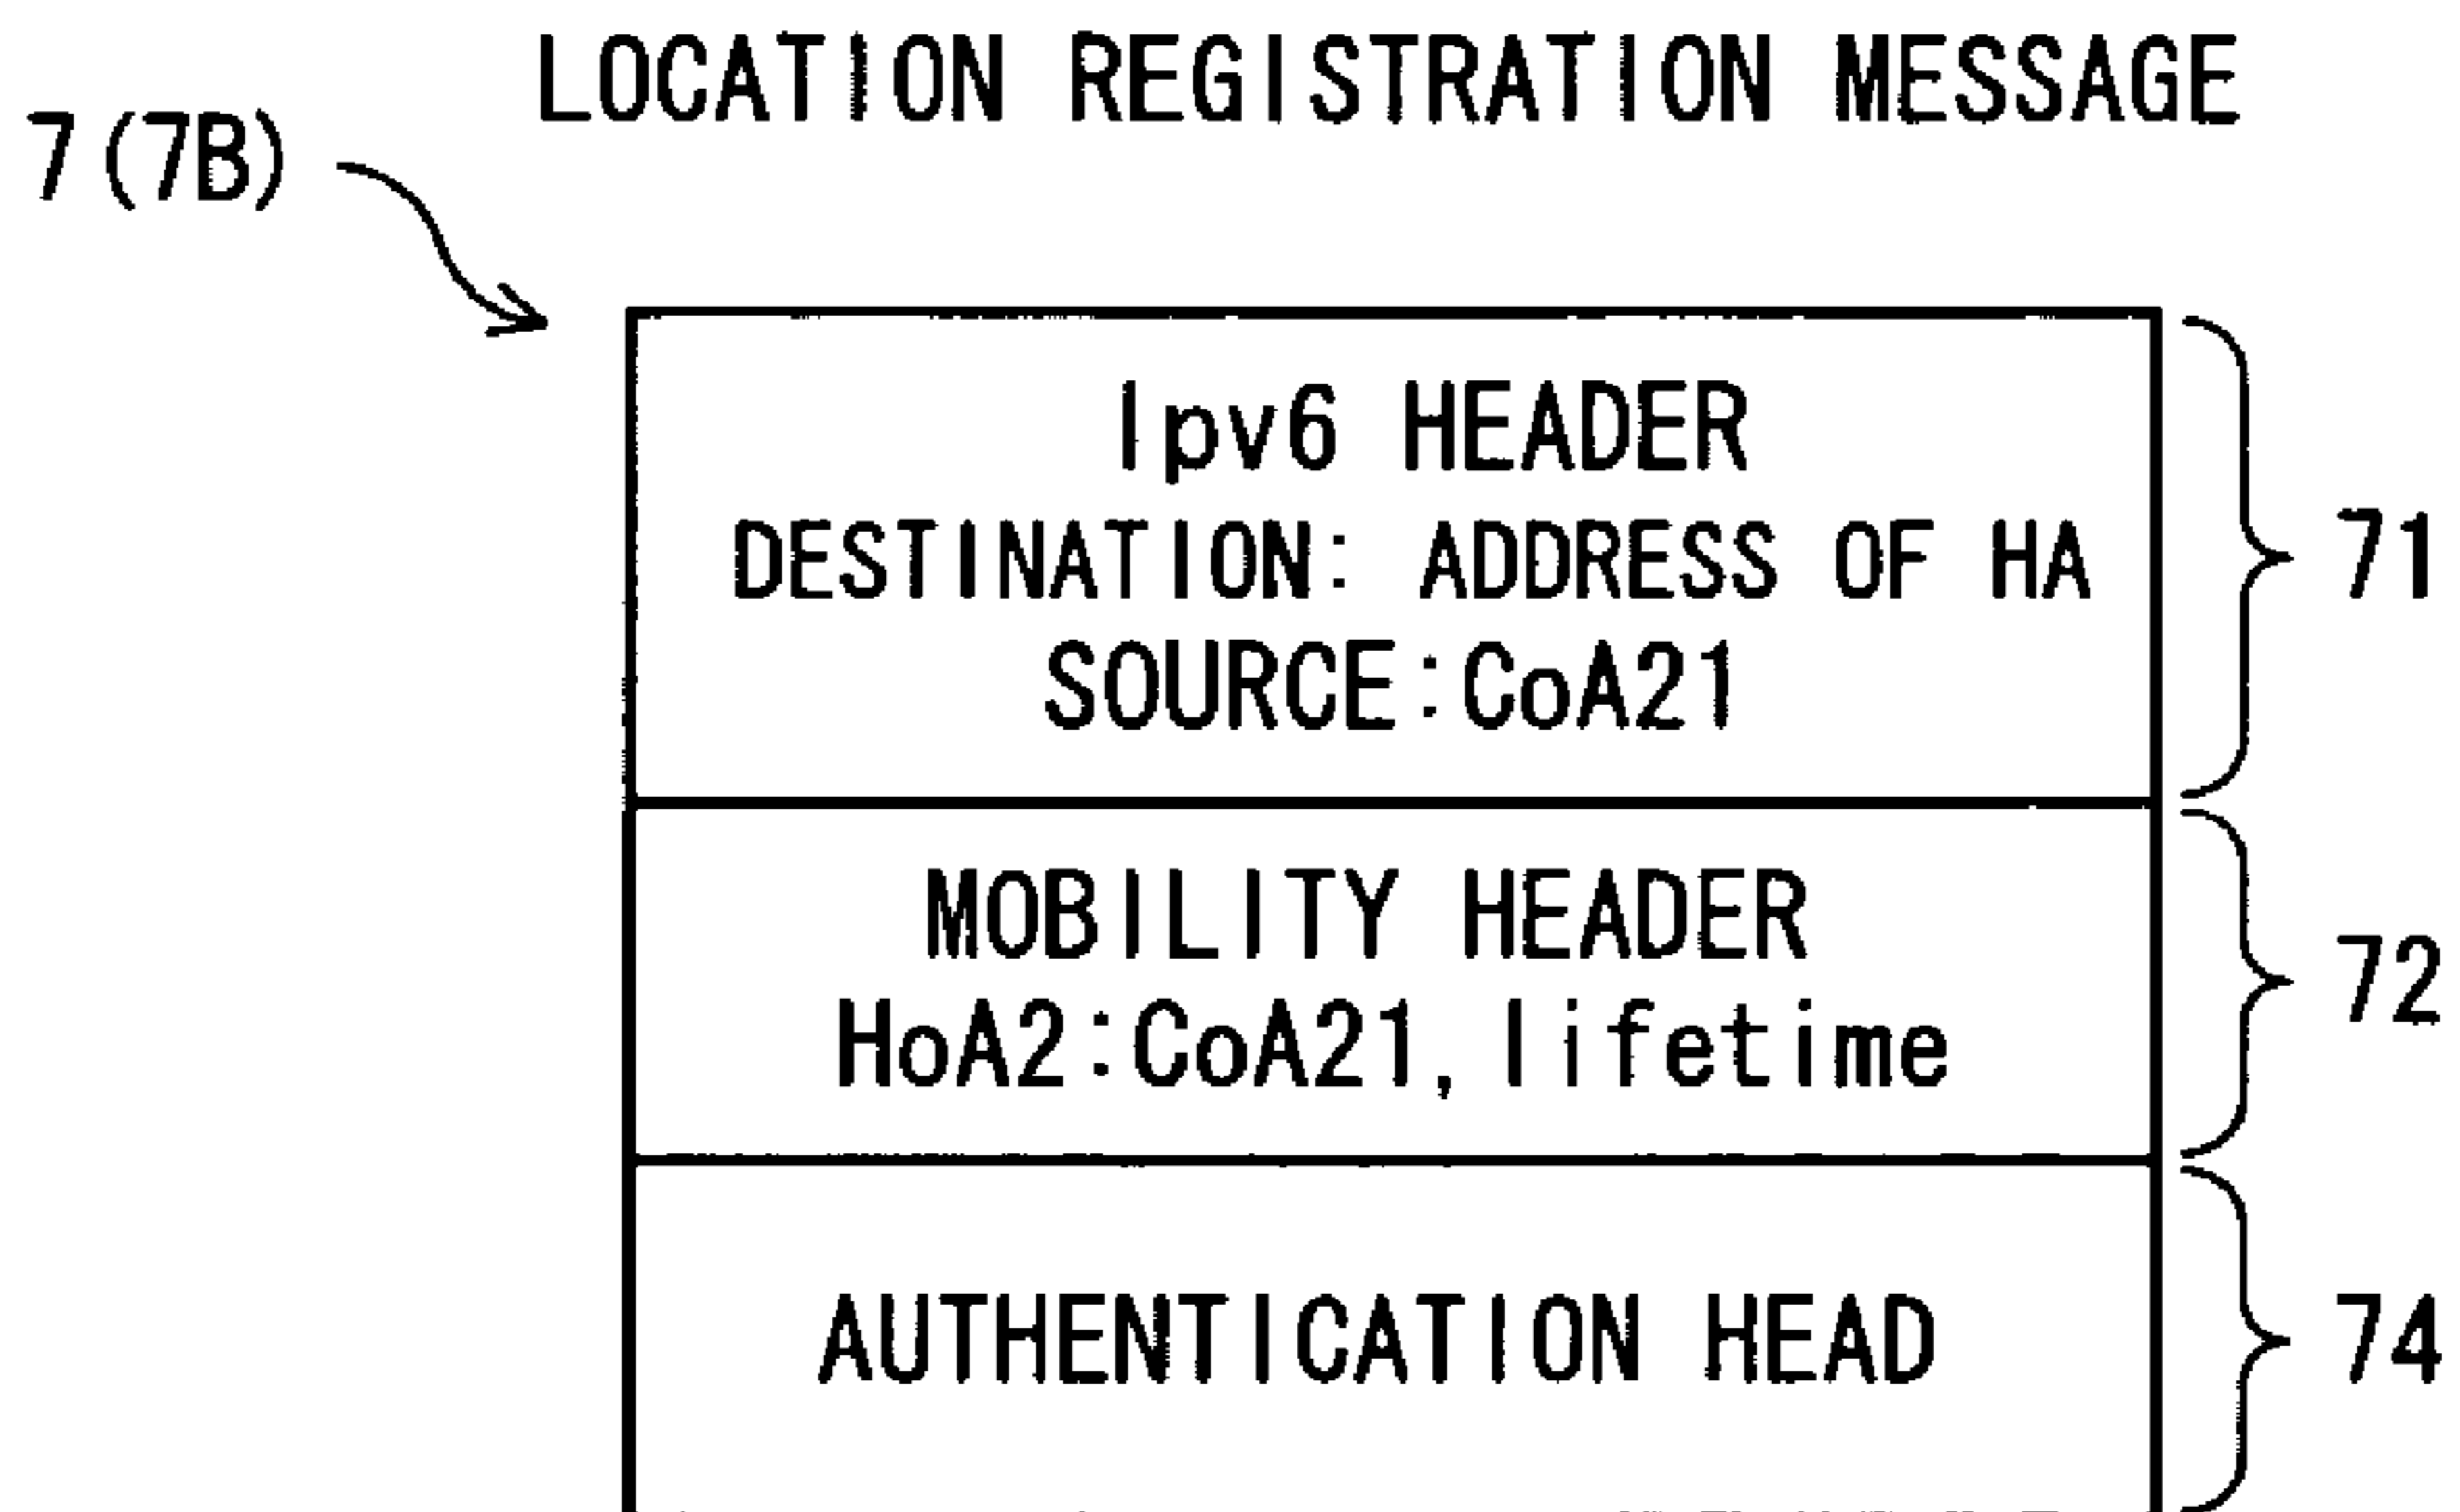 LOCATION REGISTRATION MESSAGE
7(7B)
Ipv6 HEADER
DESTINATION: ADDRESS OF HA
SOURCE:CoA21
71
MOBILITY HEADER
HoA2:CoA21, lifetime
72
AUTHENTICATION HEAD
74